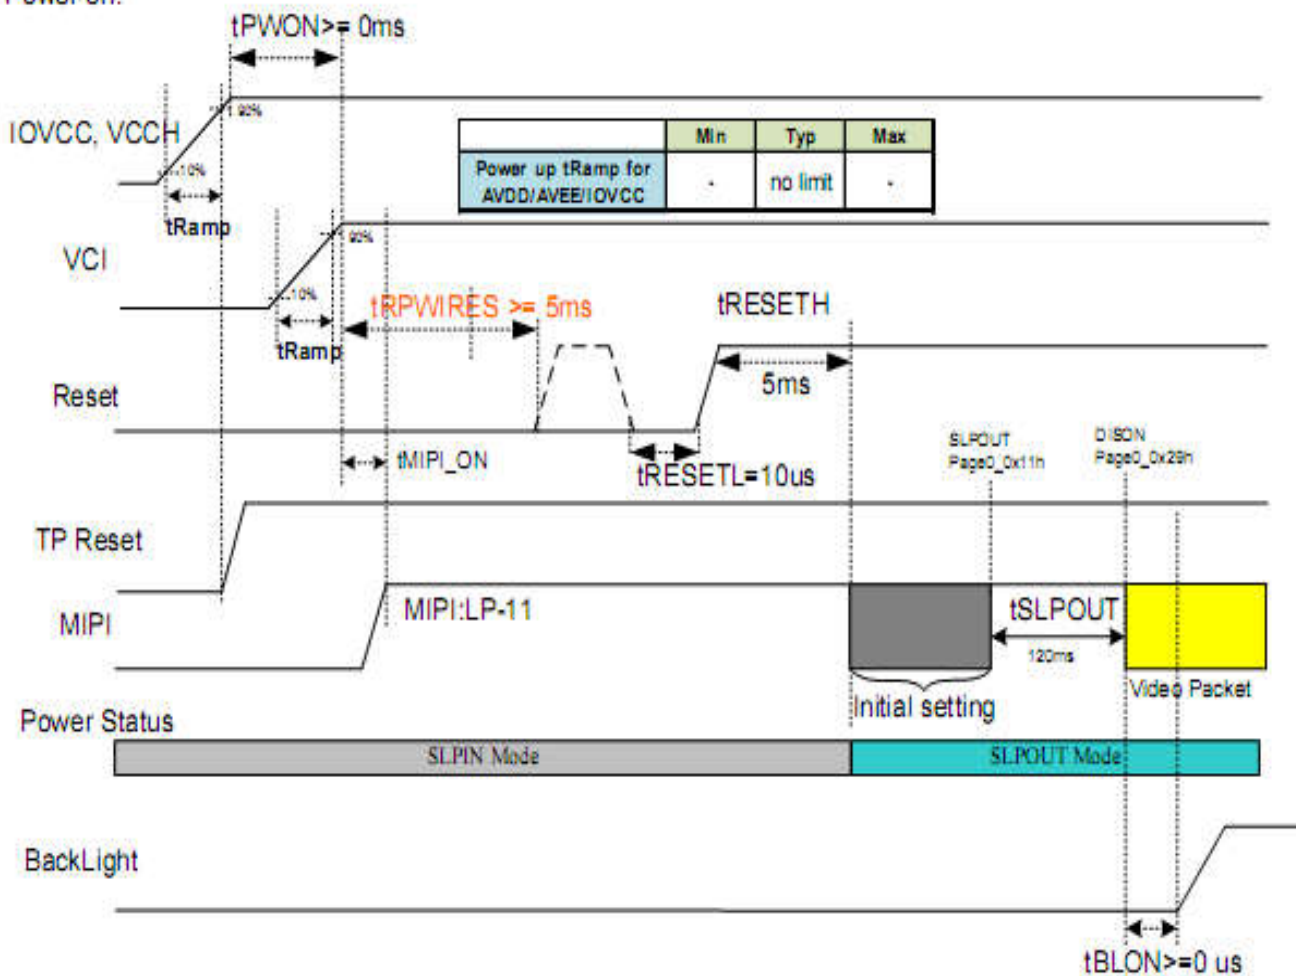 Power on:
tPWON>= 0ms
90%
IOVCC, VCCH
10%
tRamp
Min Typ Max
Power up tRamp for AVDD/AVEE/IOVCC - no limit -
90%
VCI
10%
tRamp
tRPWIRES >= 5ms
tRESETH
5ms
Reset
tMIPI_ON
tRESETL=10us
SLPOUT
Page0_0x11h
DISON
Page0_0x29h
TP Reset
MIPI
MIPI:LP-11
tSLPOUT
120ms
Video Packet
Initial setting
Power Status
SLPIN Mode
SLPOUT Mode
BackLight
tBLON>=0 us